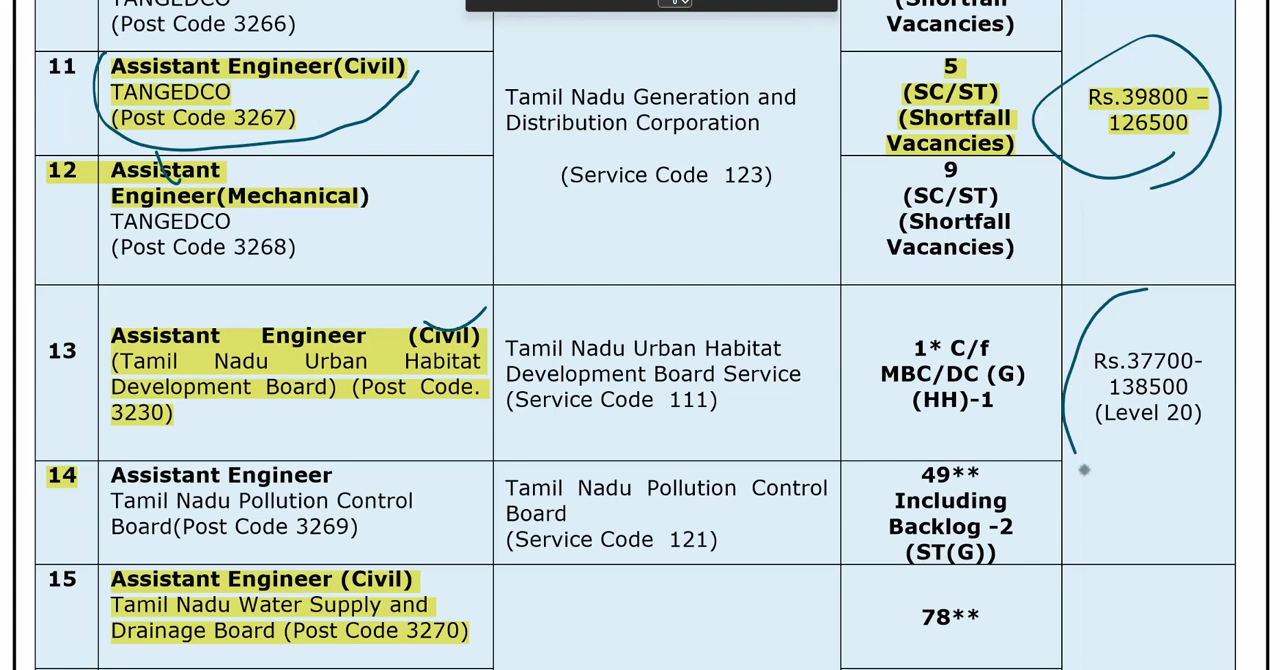 (Post Code 3266)
Vacancies)
11
Assistant Engineer(Civil)
TANGEDCO
(Post Code 3267)
Tamil Nadu Generation and
Distribution Corporation
(Service Code 123)
5
(SC/ST)
(Shortfall
Vacancies)
Rs.39800 –
126500
12
Assistant
Engineer(Mechanical)
TANGEDCO
(Post Code 3268)
9
(SC/ST)
(Shortfall
Vacancies)
13
Assistant Engineer (Civil)
(Tamil Nadu Urban Habitat
Development Board) (Post Code.
3230)
Tamil Nadu Urban Habitat
Development Board Service
(Service Code 111)
1* C/f
MBC/DC (G)
(HH)-1
Rs.37700-
138500
(Level 20)
14
Assistant Engineer
Tamil Nadu Pollution Control
Board(Post Code 3269)
Tamil Nadu Pollution Control
Board
(Service Code 121)
49**
Including
Backlog -2
(ST(G))
15
Assistant Engineer (Civil)
Tamil Nadu Water Supply and
Drainage Board (Post Code 3270)
78**